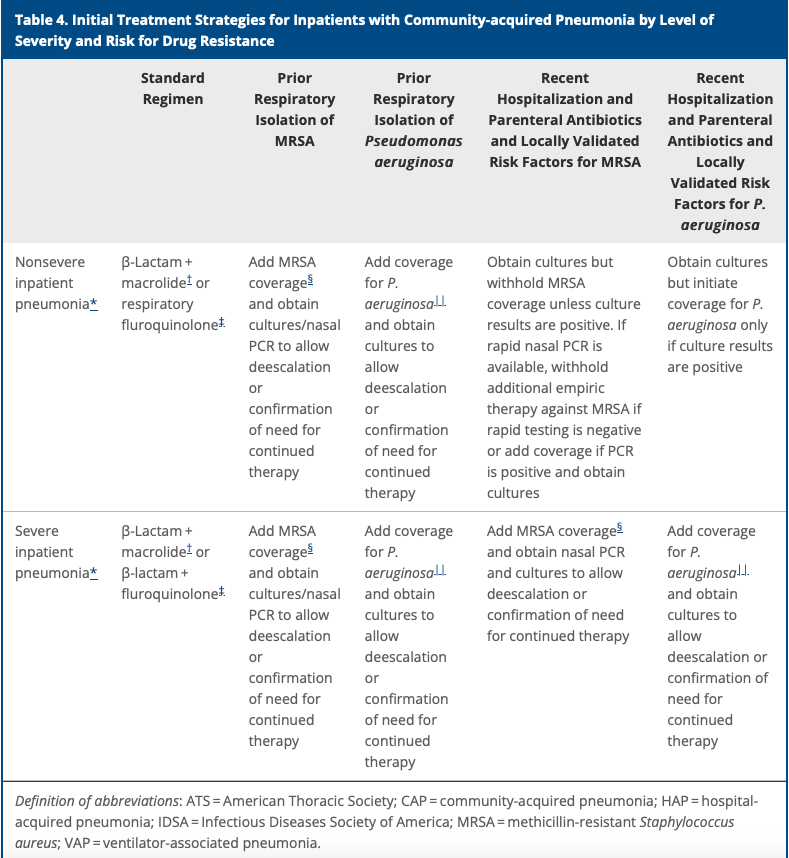 Table 4. Initial Treatment Strategies for Inpatients with Community-acquired Pneumonia by Level of
Severity and Risk for Drug Resistance
Standard
Regimen
Prior
Respiratory
Isolation of
MRSA
Prior
Respiratory
Isolation of
Pseudomonas
aeruginosa
Recent
Hospitalization and
Parenteral Antibiotics
and Locally Validated
Risk Factors for MRSA
Recent
Hospitalization
and Parenteral
Antibiotics and
Locally
Validated Risk
Factors for P.
aeruginosa
Nonsevere
inpatient
pneumonia*
β-Lactam +
macrolide† or
respiratory
fluroquinolone‡
Add MRSA
coverage§
and obtain
cultures/nasal
PCR to allow
deescalation
or
confirmation
of need for
continued
therapy
Add coverage
for P.
aeruginosa||
and obtain
cultures to
allow
deescalation
or
confirmation
of need for
continued
therapy
Obtain cultures but
withhold MRSA
coverage unless culture
results are positive. If
rapid nasal PCR is
available, withhold
additional empiric
therapy against MRSA if
rapid testing is negative
or add coverage if PCR
is positive and obtain
cultures
Obtain cultures
but initiate
coverage for P.
aeruginosa only
if culture results
are positive
Severe
inpatient
pneumonia*
β-Lactam +
macrolide† or
β-lactam +
fluroquinolone‡
Add MRSA
coverage§
and obtain
cultures/nasal
PCR to allow
deescalation
or
confirmation
of need for
continued
therapy
Add coverage
for P.
aeruginosa||
and obtain
cultures to
allow
deescalation
or
confirmation
of need for
continued
therapy
Add MRSA coverage§
and obtain nasal PCR
and cultures to allow
deescalation or
confirmation of need
for continued therapy
Add coverage
for P.
aeruginosa||
and obtain
cultures to
allow
deescalation or
confirmation of
need for
continued
therapy
Definition of abbreviations: ATS = American Thoracic Society; CAP = community-acquired pneumonia; HAP = hospital-
acquired pneumonia; IDSA = Infectious Diseases Society of America; MRSA = methicillin-resistant Staphylococcus
aureus; VAP = ventilator-associated pneumonia.